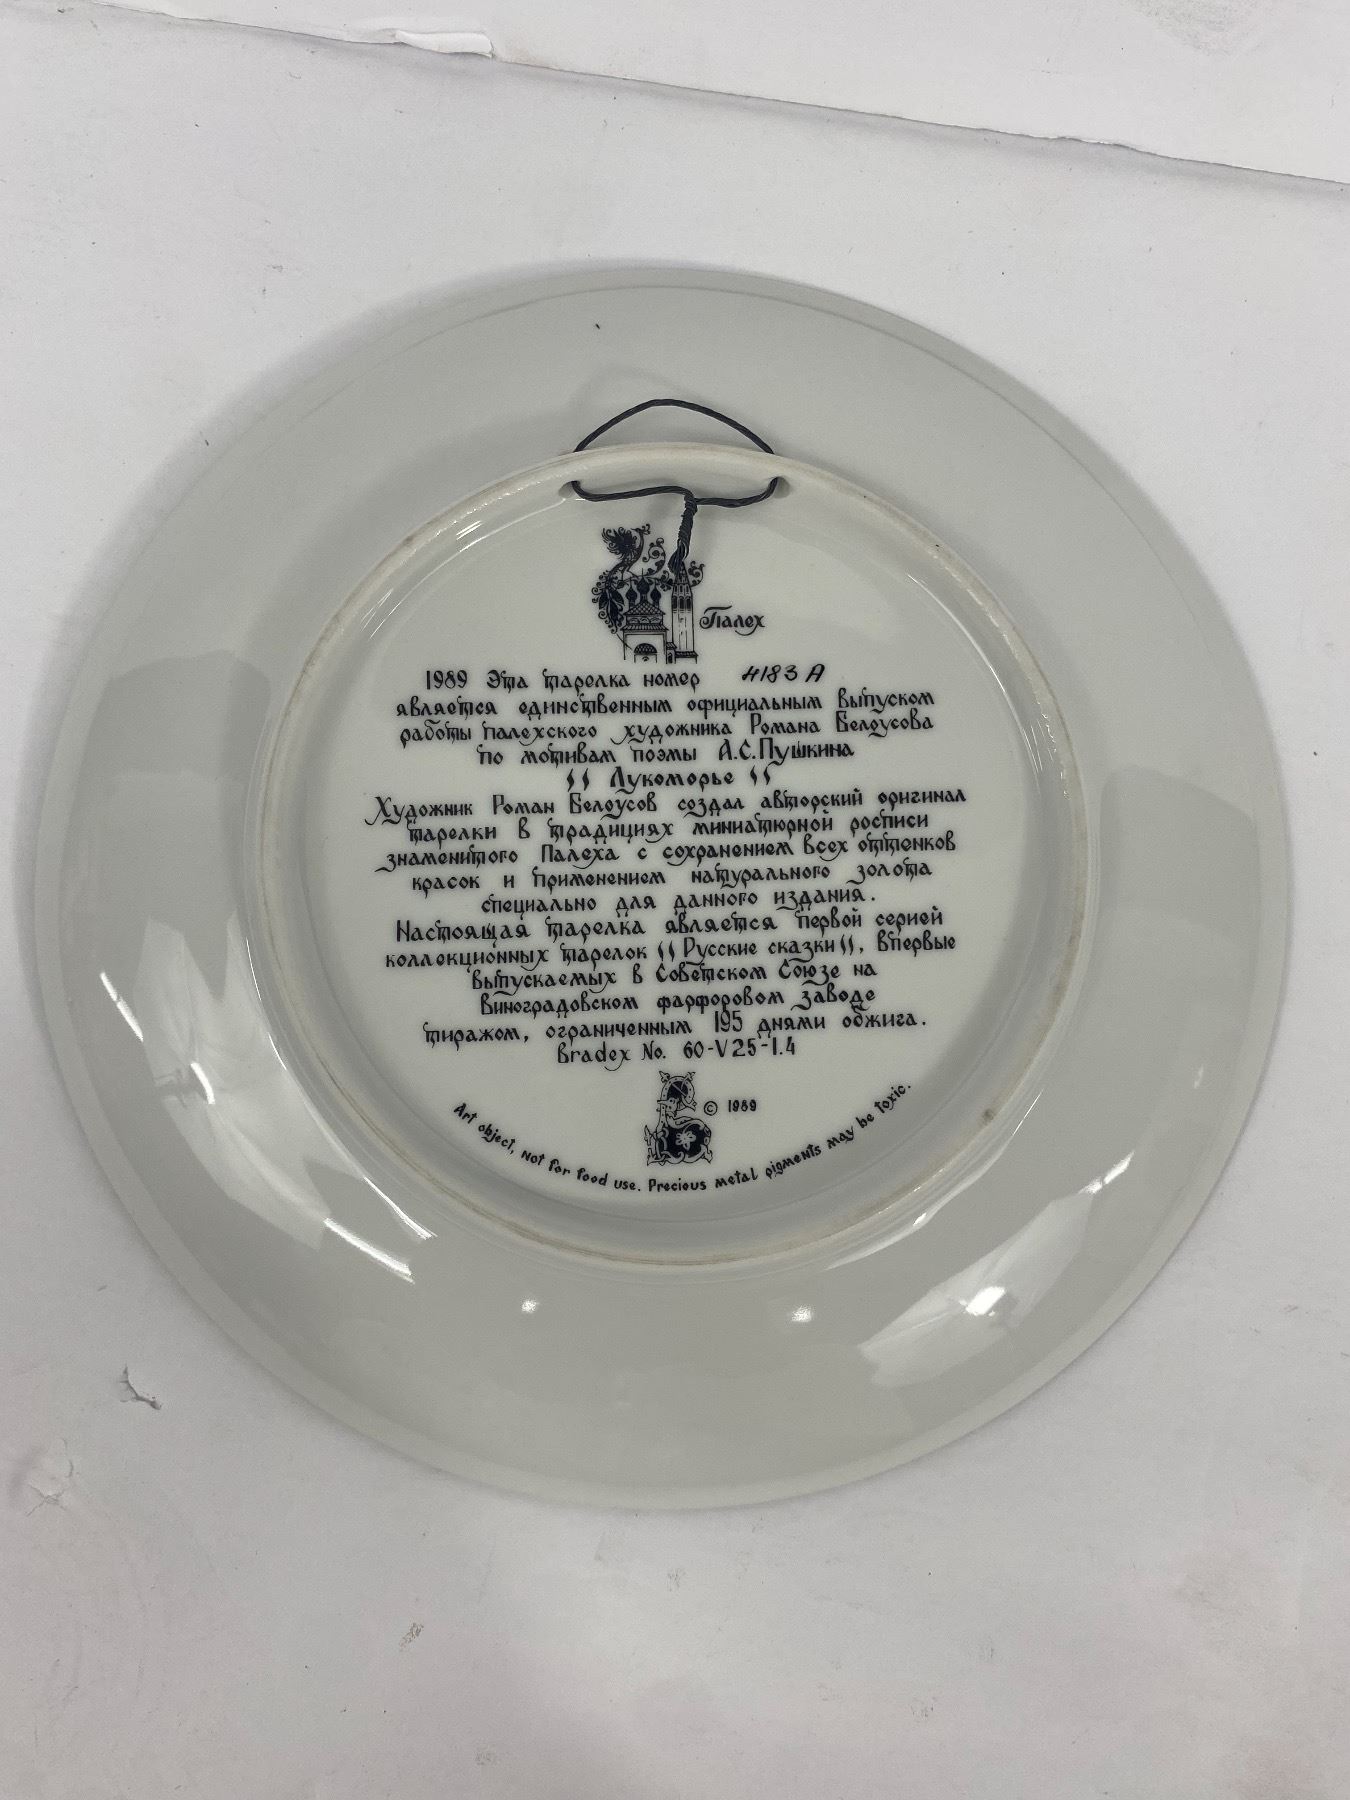 Палех
1989 Эта тарелка номер 4183 А
является единственным официальным выпуском
работы палехского художника Романа Белоусова
по мотивам поэмы А.С.Пушкина
"Лукоморье"
Художник Роман Белоусов создал авторский оригинал
тарелки в традициях миниатюрной росписи
знаменитого Палеха с сохранением всех оттенков
красок и применением натурального золота
специально для данного издания.
Настоящая тарелка является первой серией
коллекционных тарелок "Русские сказки", впервые
выпускаемых в Советском Союзе на
Виноградовском фарфоровом заводе
тиражом, ограниченным 195 днями обжига.
Bradex No. 60-V25-1.4
© 1989
Art object, not for food use. Precious metal pigments may be toxic.